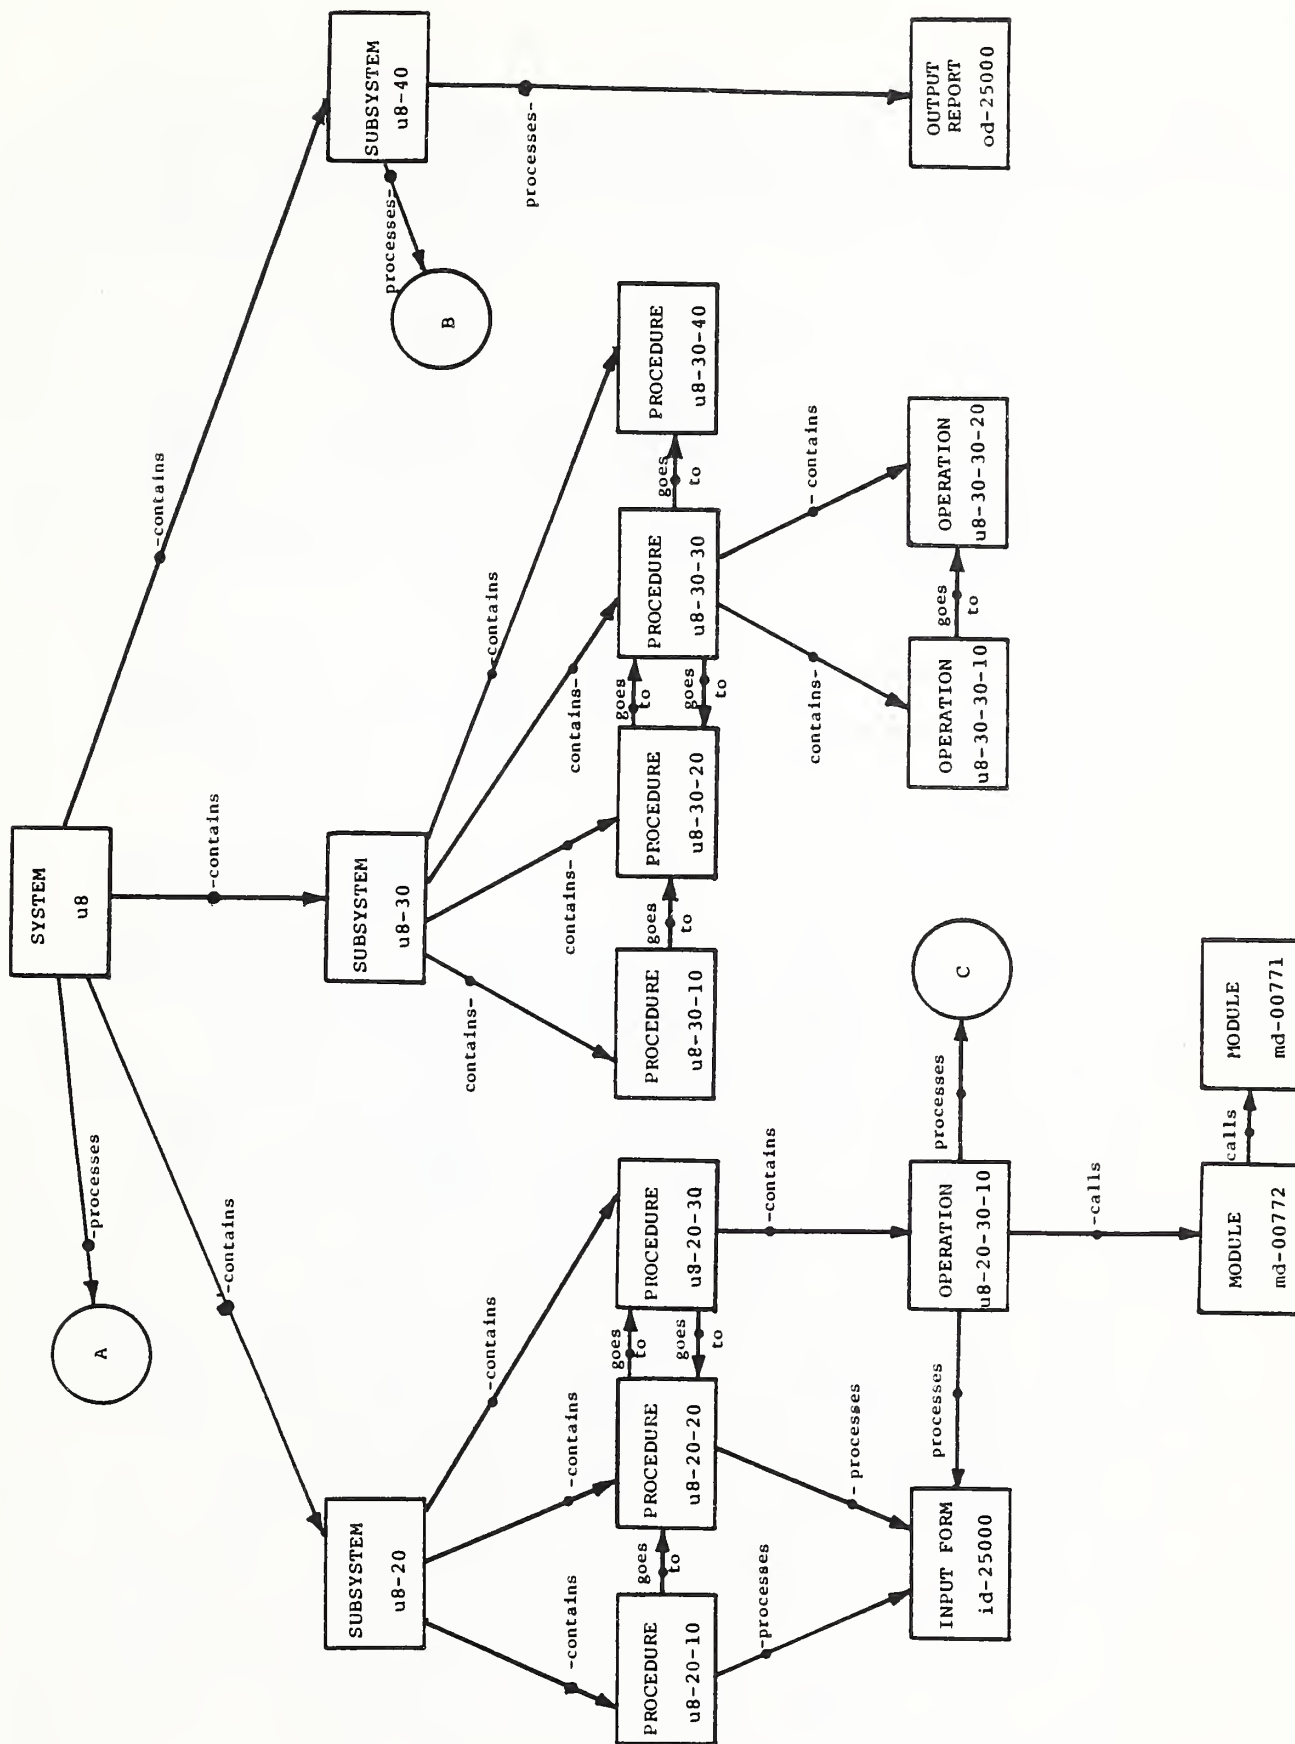 SYSTEM
u8
-processes
A
-contains
-contains
-contains
SUBSYSTEM
u8-20
SUBSYSTEM
u8-30
SUBSYSTEM
u8-40
processes-
B
processes-
-contains
-contains
-contains
contains-
contains-
contains-
-contains
PROCEDURE
u8-20-10
goes
to
PROCEDURE
u8-20-20
goes
to
goes
to
PROCEDURE
u8-20-30
PROCEDURE
u8-30-10
goes
to
PROCEDURE
u8-30-20
goes
to
goes
to
PROCEDURE
u8-30-30
goes
to
PROCEDURE
u8-30-40
-processes
-processes
-contains
contains-
-contains
INPUT FORM
id-25000
processes
OPERATION
u8-20-30-10
processes
C
OPERATION
u8-30-30-10
goes
to
OPERATION
u8-30-30-20
OUTPUT
REPORT
od-25000
-calls
MODULE
md-00772
calls
MODULE
md-00771